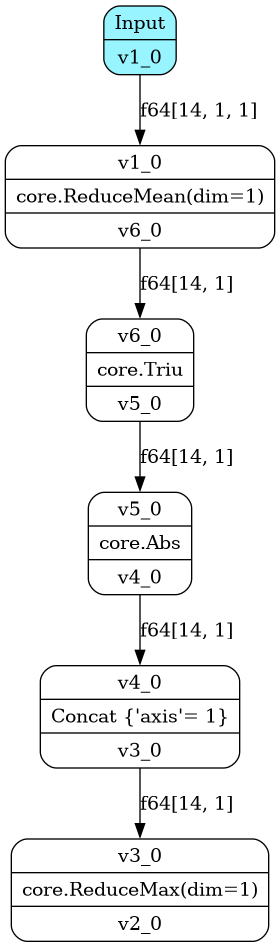 Input
v1_0
f64[14, 1, 1]
v1_0
core.ReduceMean(dim=1)
v6_0
f64[14, 1]
v6_0
core.Triu
v5_0
f64[14, 1]
v5_0
core.Abs
v4_0
f64[14, 1]
v4_0
Concat {'axis'= 1}
v3_0
f64[14, 1]
v3_0
core.ReduceMax(dim=1)
v2_0